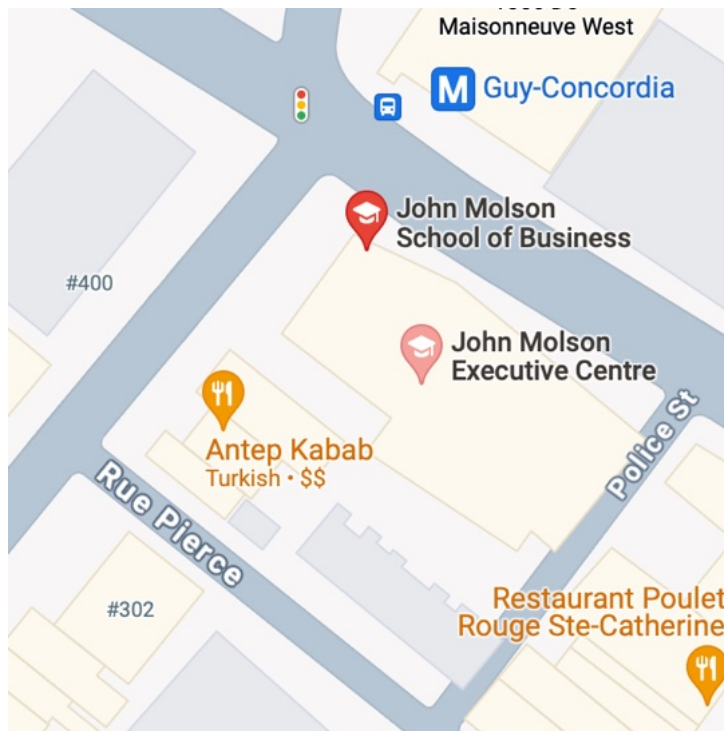 Maisonneuve West
M Guy-Concordia
John Molson
School of Business
#400
John Molson
Executive Centre
Police St
Antep Kabab
Turkish • $$
Rue Pierce
Restaurant Poulet
Rouge Ste-Catherine
#302